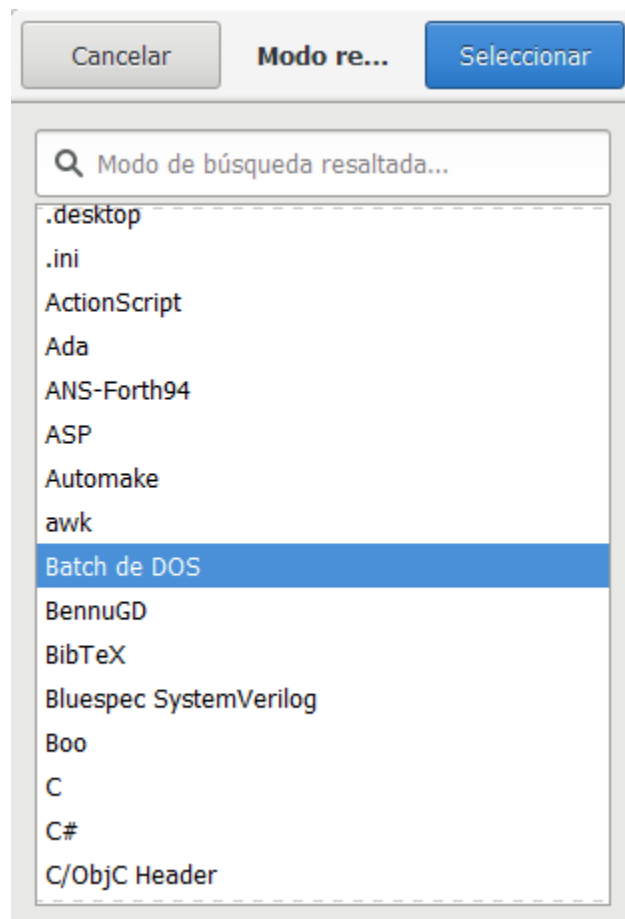 Cancelar Modo re... Seleccionar
Modo de búsqueda resaltada...
.desktop
.ini
ActionScript
Ada
ANS-Forth94
ASP
Automake
awk
Batch de DOS
BennuGD
BibTeX
Bluespec SystemVerilog
Boo
C
C#
C/ObjC Header